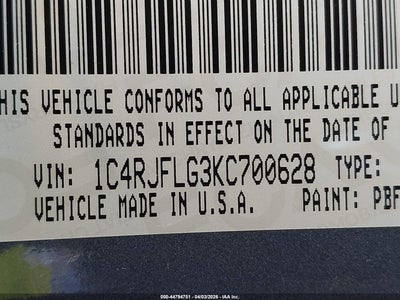 HIS VEHICLE CONFORMS TO ALL APPLICABLE U
STANDARDS IN EFFECT ON THE DATE OF
VIN: 1C4RJFLG3KC700628 TYPE:
VEHICLE MADE IN U.S.A. PAINT: PBF
000-44794751 - 04/03/2026 - IAA Inc.